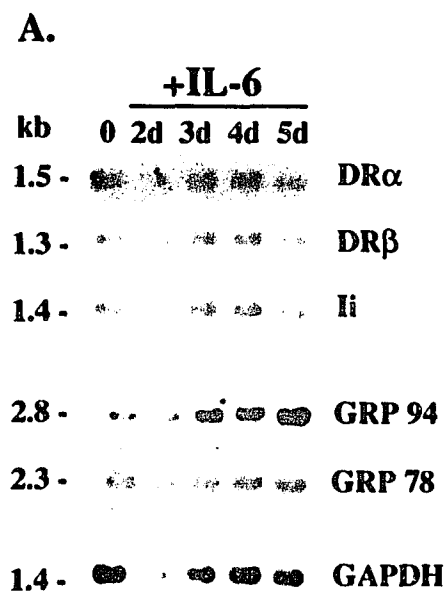 A.
+IL-6
kb 0 2d 3d 4d 5d
1.5 - DRα
1.3 - DRβ
1.4 - Ii
2.8 - GRP 94
2.3 - GRP 78
1.4 - GAPDH